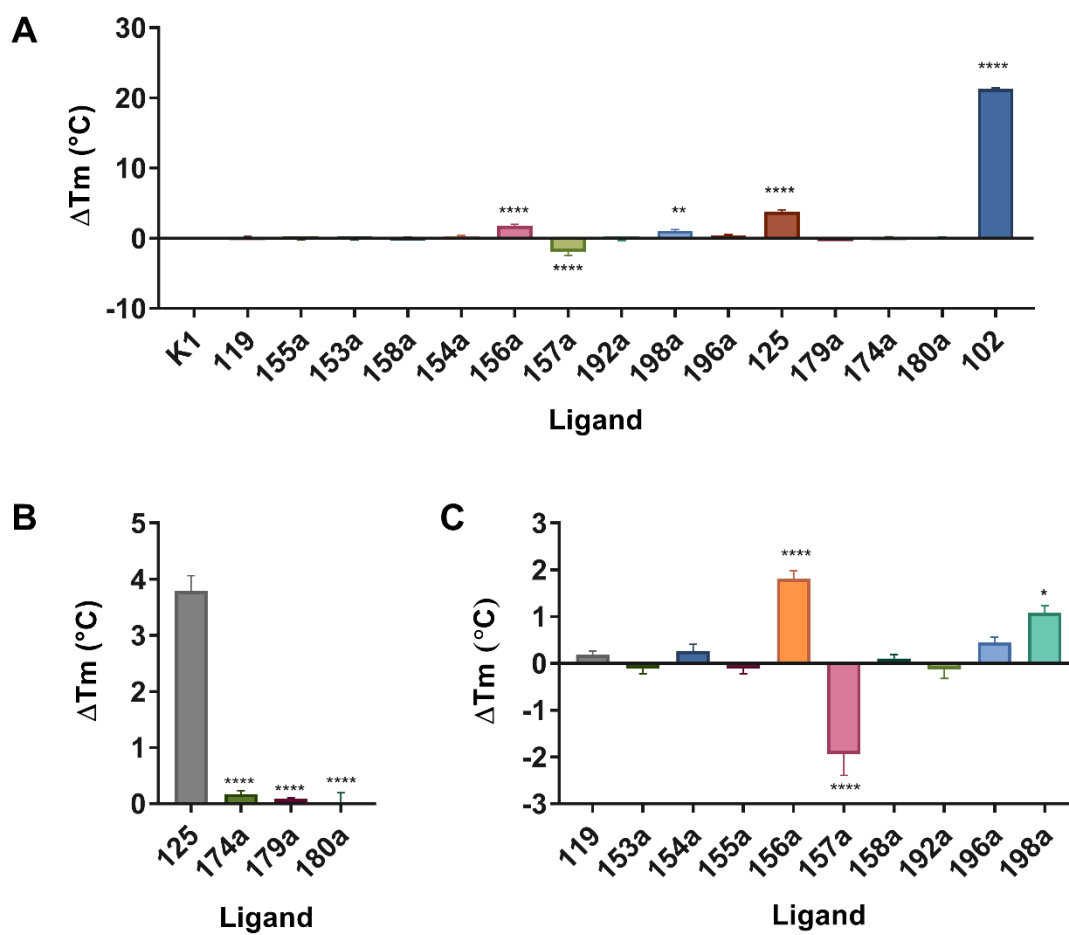 A
ΔTm (°C)
30
20
10
0
-10
**** **** ** **** ****
K1 119 155a 153a 158a 154a 156a 157a 192a 198a 196a 125 179a 174a 180a 102
Ligand
B
ΔTm (°C)
5
4
3
2
1
0
**** **** ****
125 174a 179a 180a
Ligand
C
ΔTm (°C)
3
2
1
0
-1
-2
-3
**** **** *
119 153a 154a 155a 156a 157a 158a 192a 196a 198a
Ligand